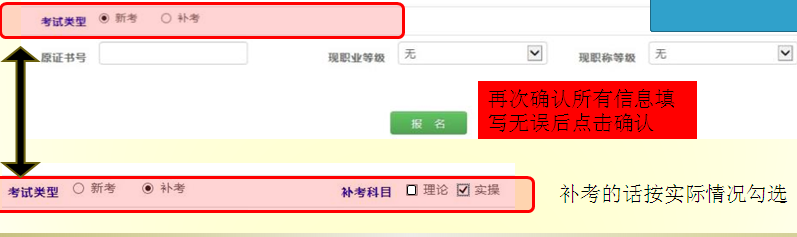 考试类型 新考 补考
原证书号 现职业等级 无 现职称等级 无
报 名
再次确认所有信息填
写无误后点击确认
考试类型 新考 补考 补考科目 理论 实操
补考的话按实际情况勾选